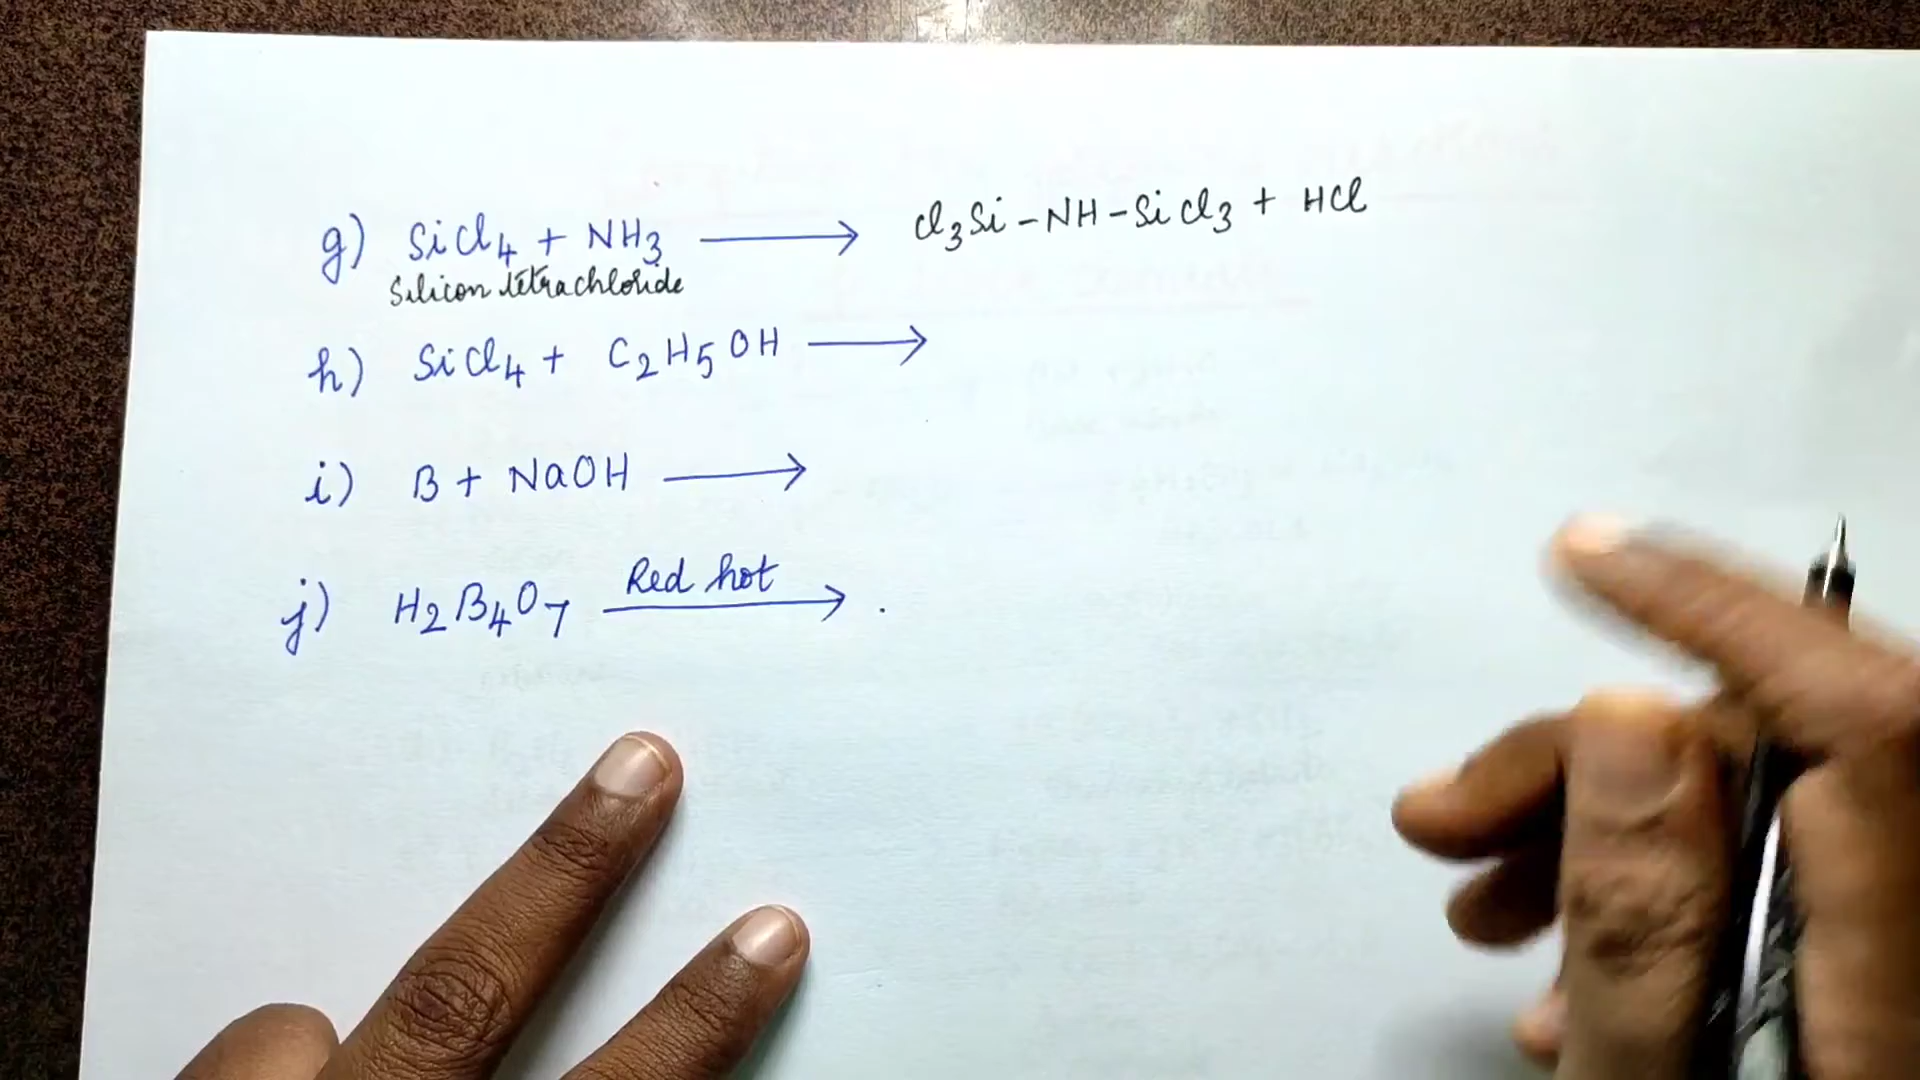 g) SiCl4 + NH3 ⟶ Cl3Si-NH-SiCl3 + HCl
Silicon tetrachloride
h) SiCl4 + C2H5OH ⟶
i) B + NaOH ⟶
Red hot
j) H2B4O7 ⟶ .